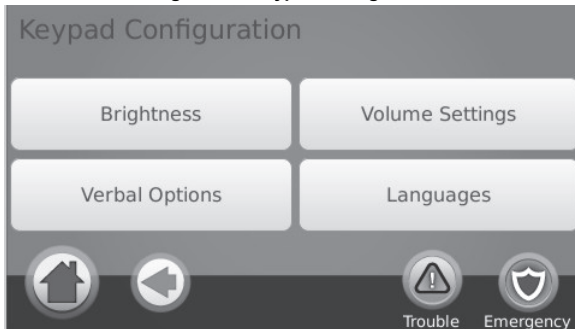 Keypad Configuration
Brightness
Volume Settings
Verbal Options
Languages
Trouble
Emergency